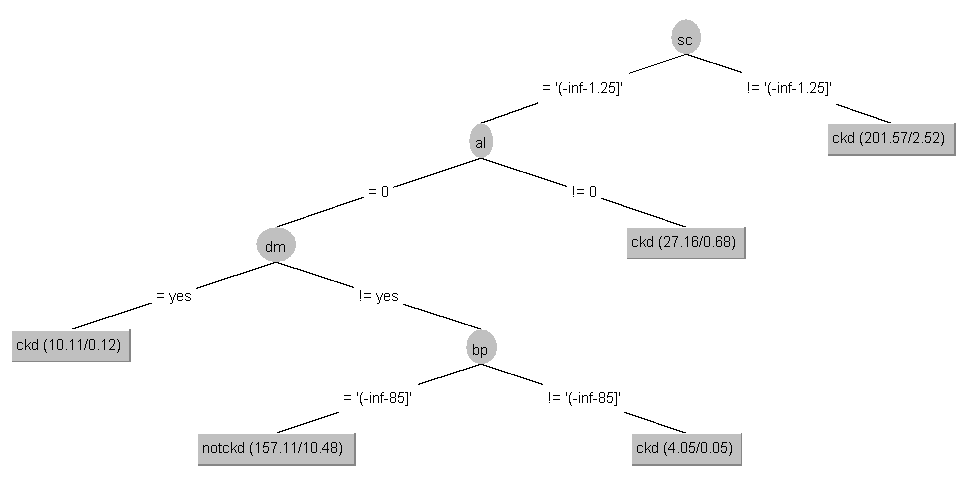 sc
= '(-inf-1.25]'
!= '(-inf-1.25]'
ckd (201.57/2.52)
al
= 0
!= 0
ckd (27.16/0.68)
dm
= yes
!= yes
ckd (10.11/0.12)
bp
= '(-inf-85]'
!= '(-inf-85]'
notckd (157.11/10.48)
ckd (4.05/0.05)